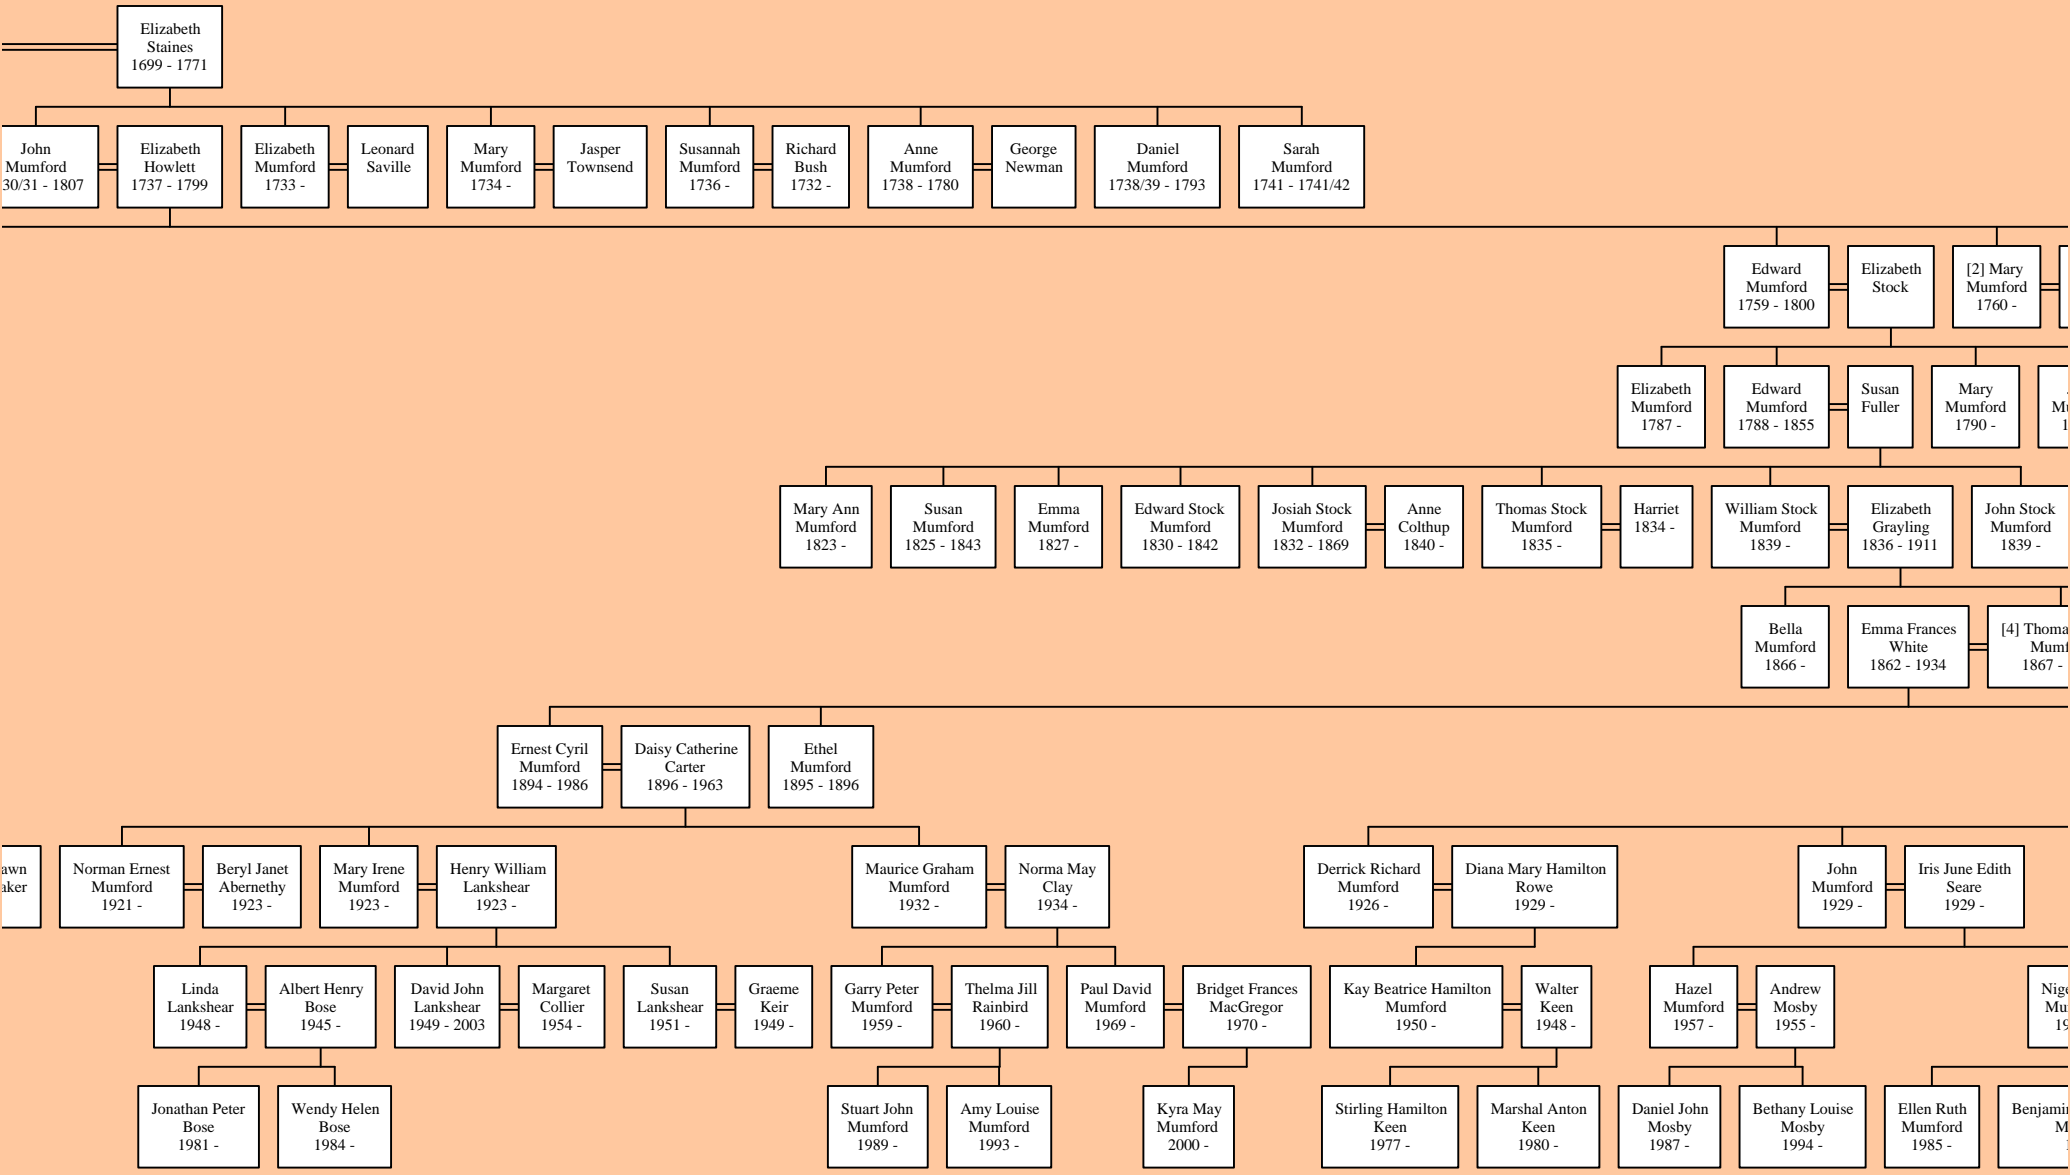 Elizabeth
Staines
1699 - 1771
John
Mumford
30/31 - 1807
Elizabeth
Howlett
1737 - 1799
Elizabeth
Mumford
1733 -
Leonard
Saville
Mary
Mumford
1734 -
Jasper
Townsend
Susannah
Mumford
1736 -
Richard
Bush
1732 -
Anne
Mumford
1738 - 1780
George
Newman
Daniel
Mumford
1738/39 - 1793
Sarah
Mumford
1741 - 1741/42
Edward
Mumford
1759 - 1800
Elizabeth
Stock
[2] Mary
Mumford
1760 -
Elizabeth
Mumford
1787 -
Edward
Mumford
1788 - 1855
Susan
Fuller
Mary
Mumford
1790 -
Mary Ann
Mumford
1823 -
Susan
Mumford
1825 - 1843
Emma
Mumford
1827 -
Edward Stock
Mumford
1830 - 1842
Josiah Stock
Mumford
1832 - 1869
Anne
Colthup
1840 -
Thomas Stock
Mumford
1835 -
Harriet
1834 -
William Stock
Mumford
1839 -
Elizabeth
Grayling
1836 - 1911
John Stock
Mumford
1839 -
Bella
Mumford
1866 -
Emma Frances
White
1862 - 1934
[4] Thoma
Mumf
1867 -
Ernest Cyril
Mumford
1894 - 1986
Daisy Catherine
Carter
1896 - 1963
Ethel
Mumford
1895 - 1896
awn
aker
Norman Ernest
Mumford
1921 -
Beryl Janet
Abernethy
1923 -
Mary Irene
Mumford
1923 -
Henry William
Lankshear
1923 -
Maurice Graham
Mumford
1932 -
Norma May
Clay
1934 -
Derrick Richard
Mumford
1926 -
Diana Mary Hamilton
Rowe
1929 -
John
Mumford
1929 -
Iris June Edith
Seare
1929 -
Linda
Lankshear
1948 -
Albert Henry
Bose
1945 -
David John
Lankshear
1949 - 2003
Margaret
Collier
1954 -
Susan
Lankshear
1951 -
Graeme
Keir
1949 -
Garry Peter
Mumford
1959 -
Thelma Jill
Rainbird
1960 -
Paul David
Mumford
1969 -
Bridget Frances
MacGregor
1970 -
Kay Beatrice Hamilton
Mumford
1950 -
Walter
Keen
1948 -
Hazel
Mumford
1957 -
Andrew
Mosby
1955 -
Nige
Mu
19
Jonathan Peter
Bose
1981 -
Wendy Helen
Bose
1984 -
Stuart John
Mumford
1989 -
Amy Louise
Mumford
1993 -
Kyra May
Mumford
2000 -
Stirling Hamilton
Keen
1977 -
Marshal Anton
Keen
1980 -
Daniel John
Mosby
1987 -
Bethany Louise
Mosby
1994 -
Ellen Ruth
Mumford
1985 -
Benjamin
M